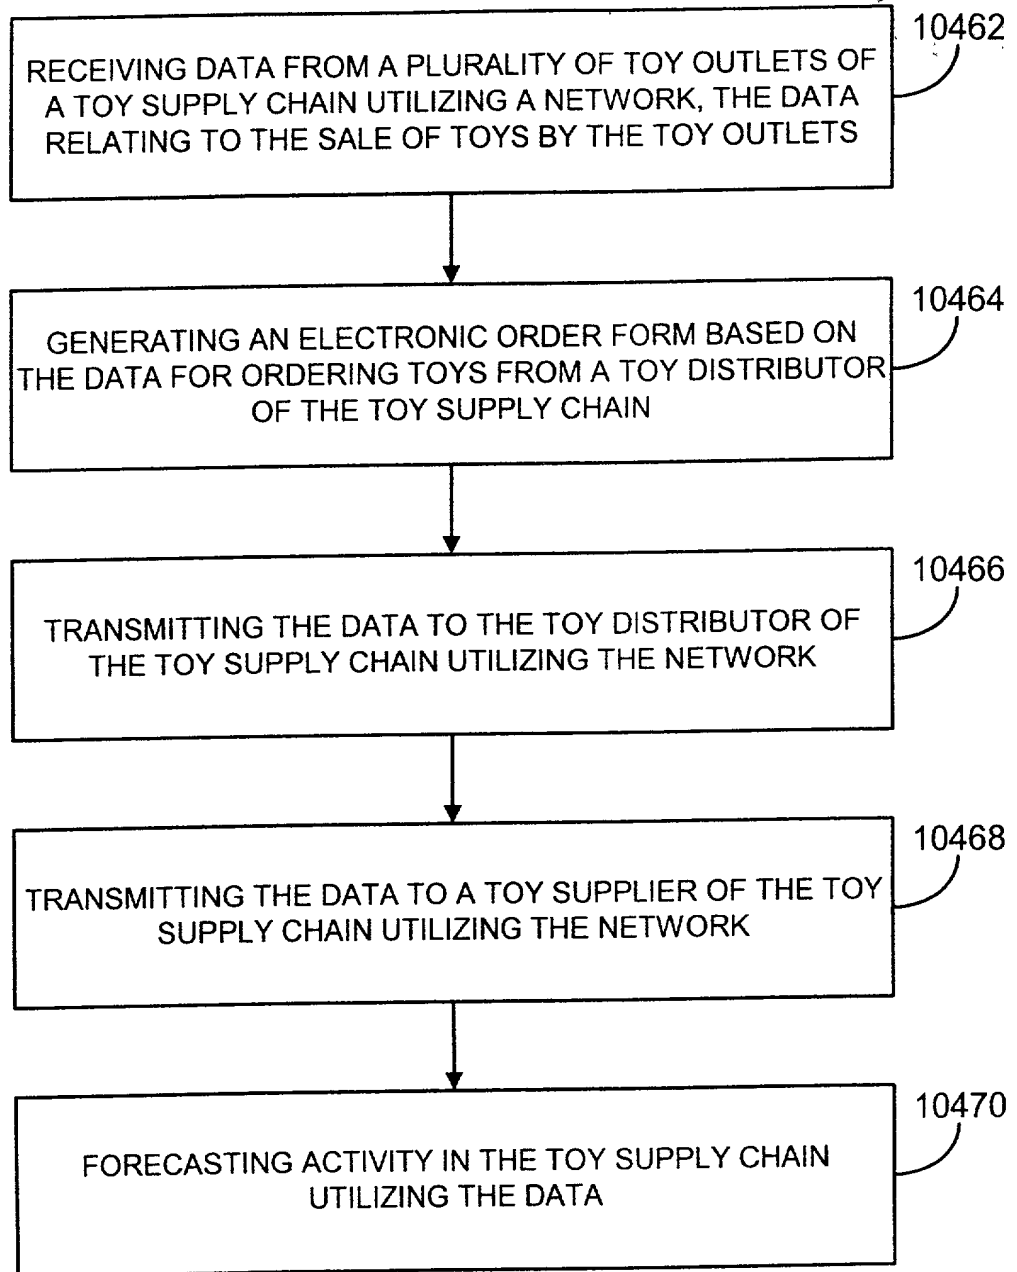 10462
RECEIVING DATA FROM A PLURALITY OF TOY OUTLETS OF
A TOY SUPPLY CHAIN UTILIZING A NETWORK, THE DATA
RELATING TO THE SALE OF TOYS BY THE TOY OUTLETS
10464
GENERATING AN ELECTRONIC ORDER FORM BASED ON
THE DATA FOR ORDERING TOYS FROM A TOY DISTRIBUTOR
OF THE TOY SUPPLY CHAIN
10466
TRANSMITTING THE DATA TO THE TOY DISTRIBUTOR OF
THE TOY SUPPLY CHAIN UTILIZING THE NETWORK
10468
TRANSMITTING THE DATA TO A TOY SUPPLIER OF THE TOY
SUPPLY CHAIN UTILIZING THE NETWORK
10470
FORECASTING ACTIVITY IN THE TOY SUPPLY CHAIN
UTILIZING THE DATA